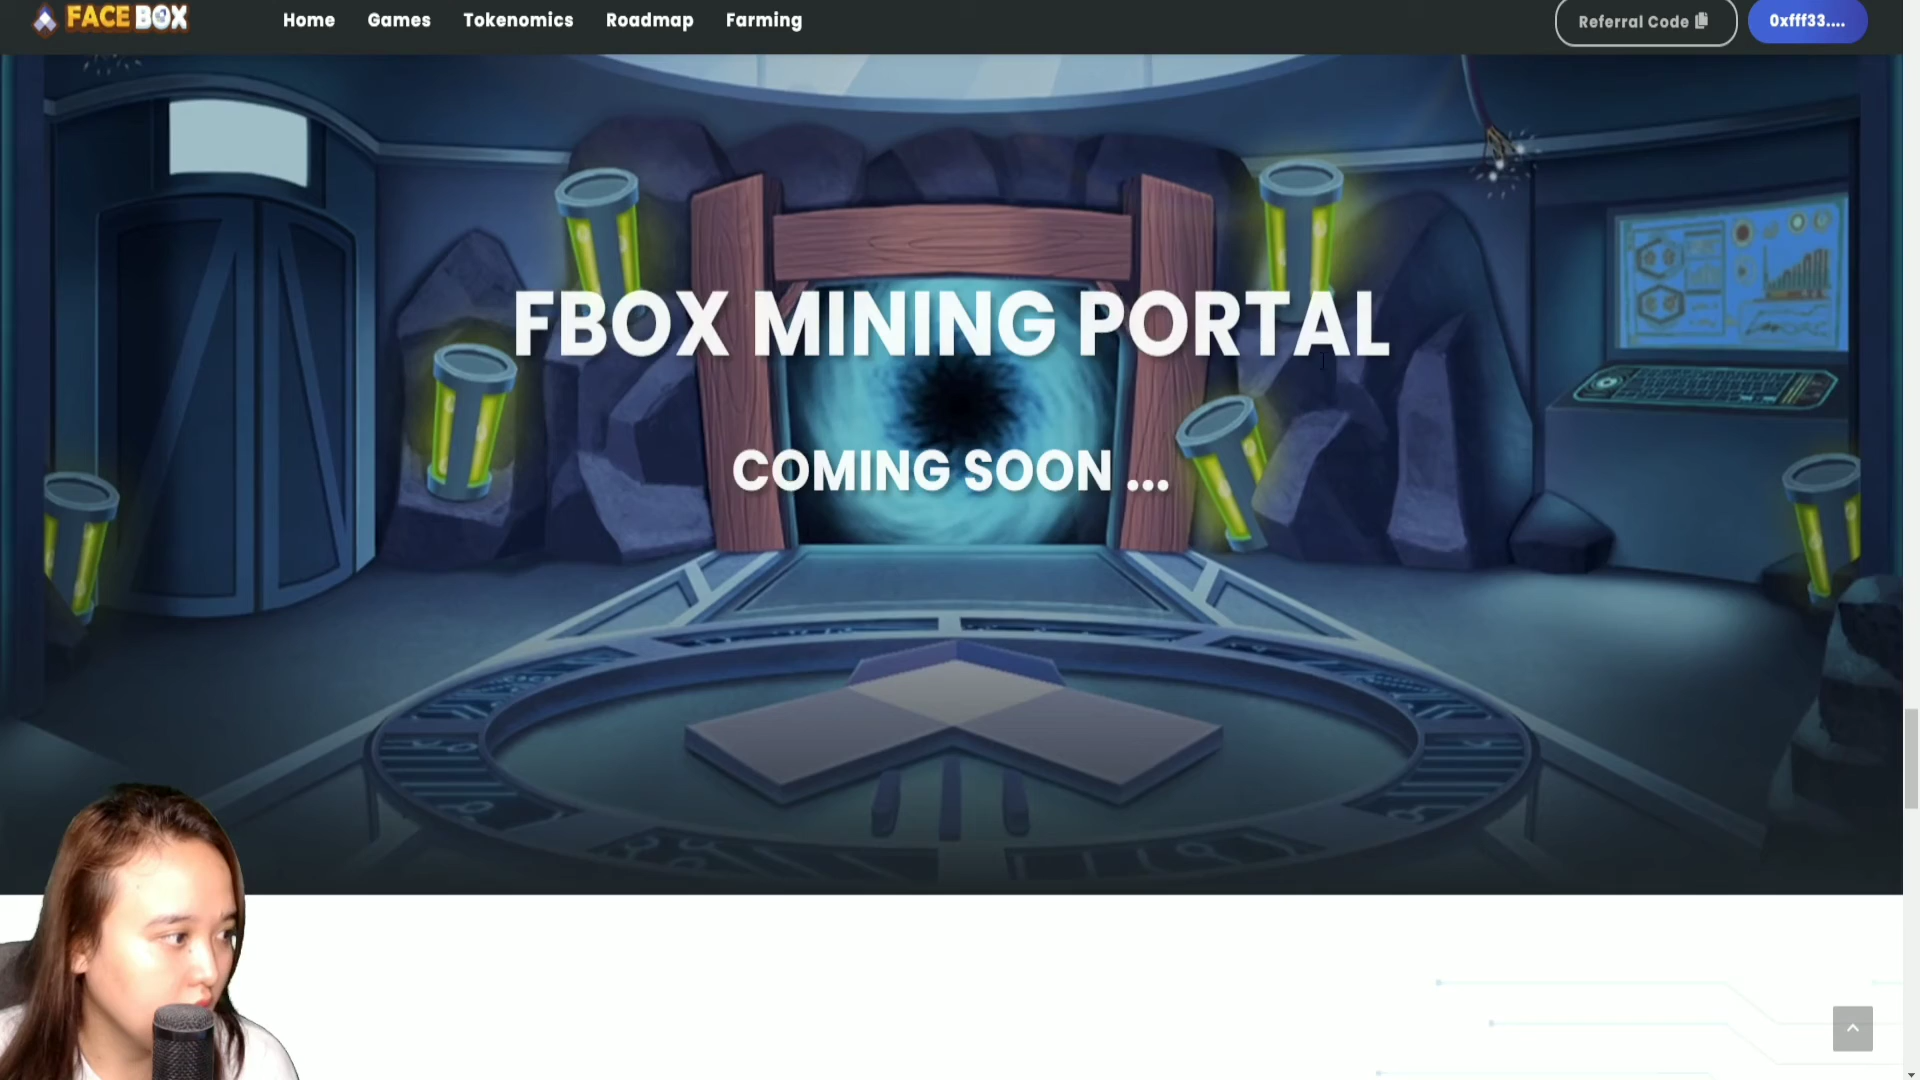 FACE BOX
Home
Games
Tokenomics
Roadmap
Farming
Referral Code
0xfff33....
FBOX MINING PORTAL
COMING SOON ...